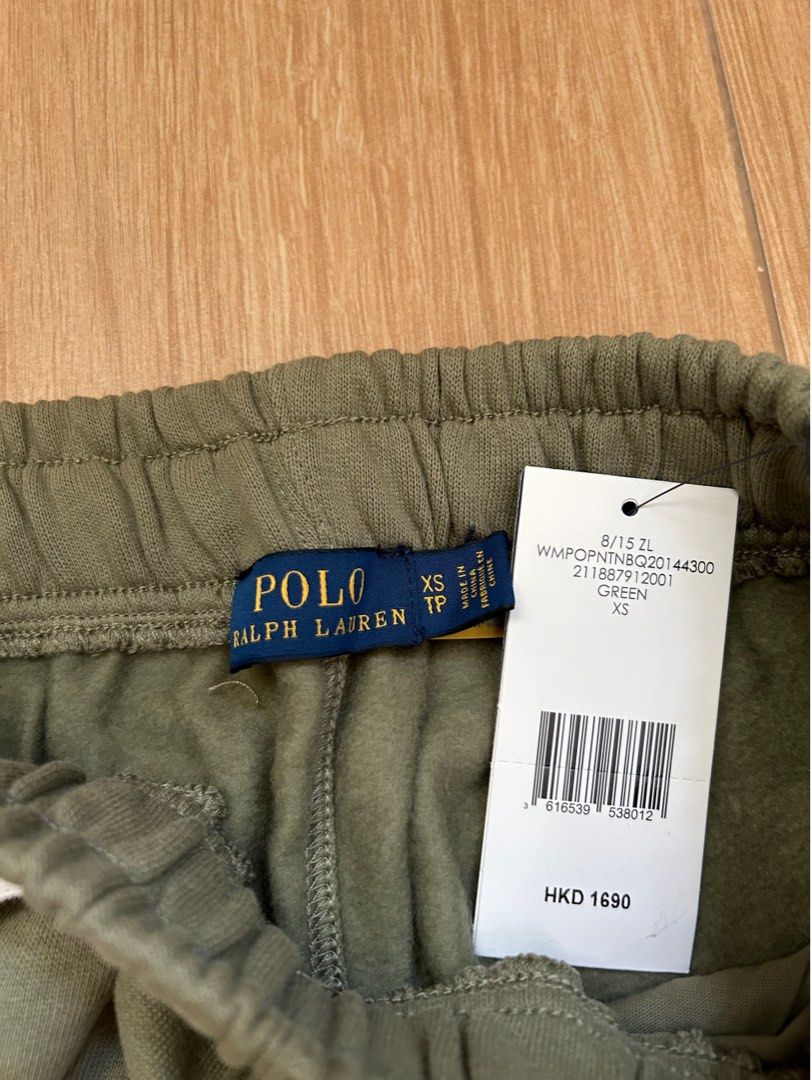 POLO
RALPH LAUREN
XS
TP
MADE IN
CHINA
FABRIQUÉ EN
CHINE
8/15 ZL
WMPOPNTNBQ20144300
211887912001
GREEN
XS
3 616539 538012
HKD 1690